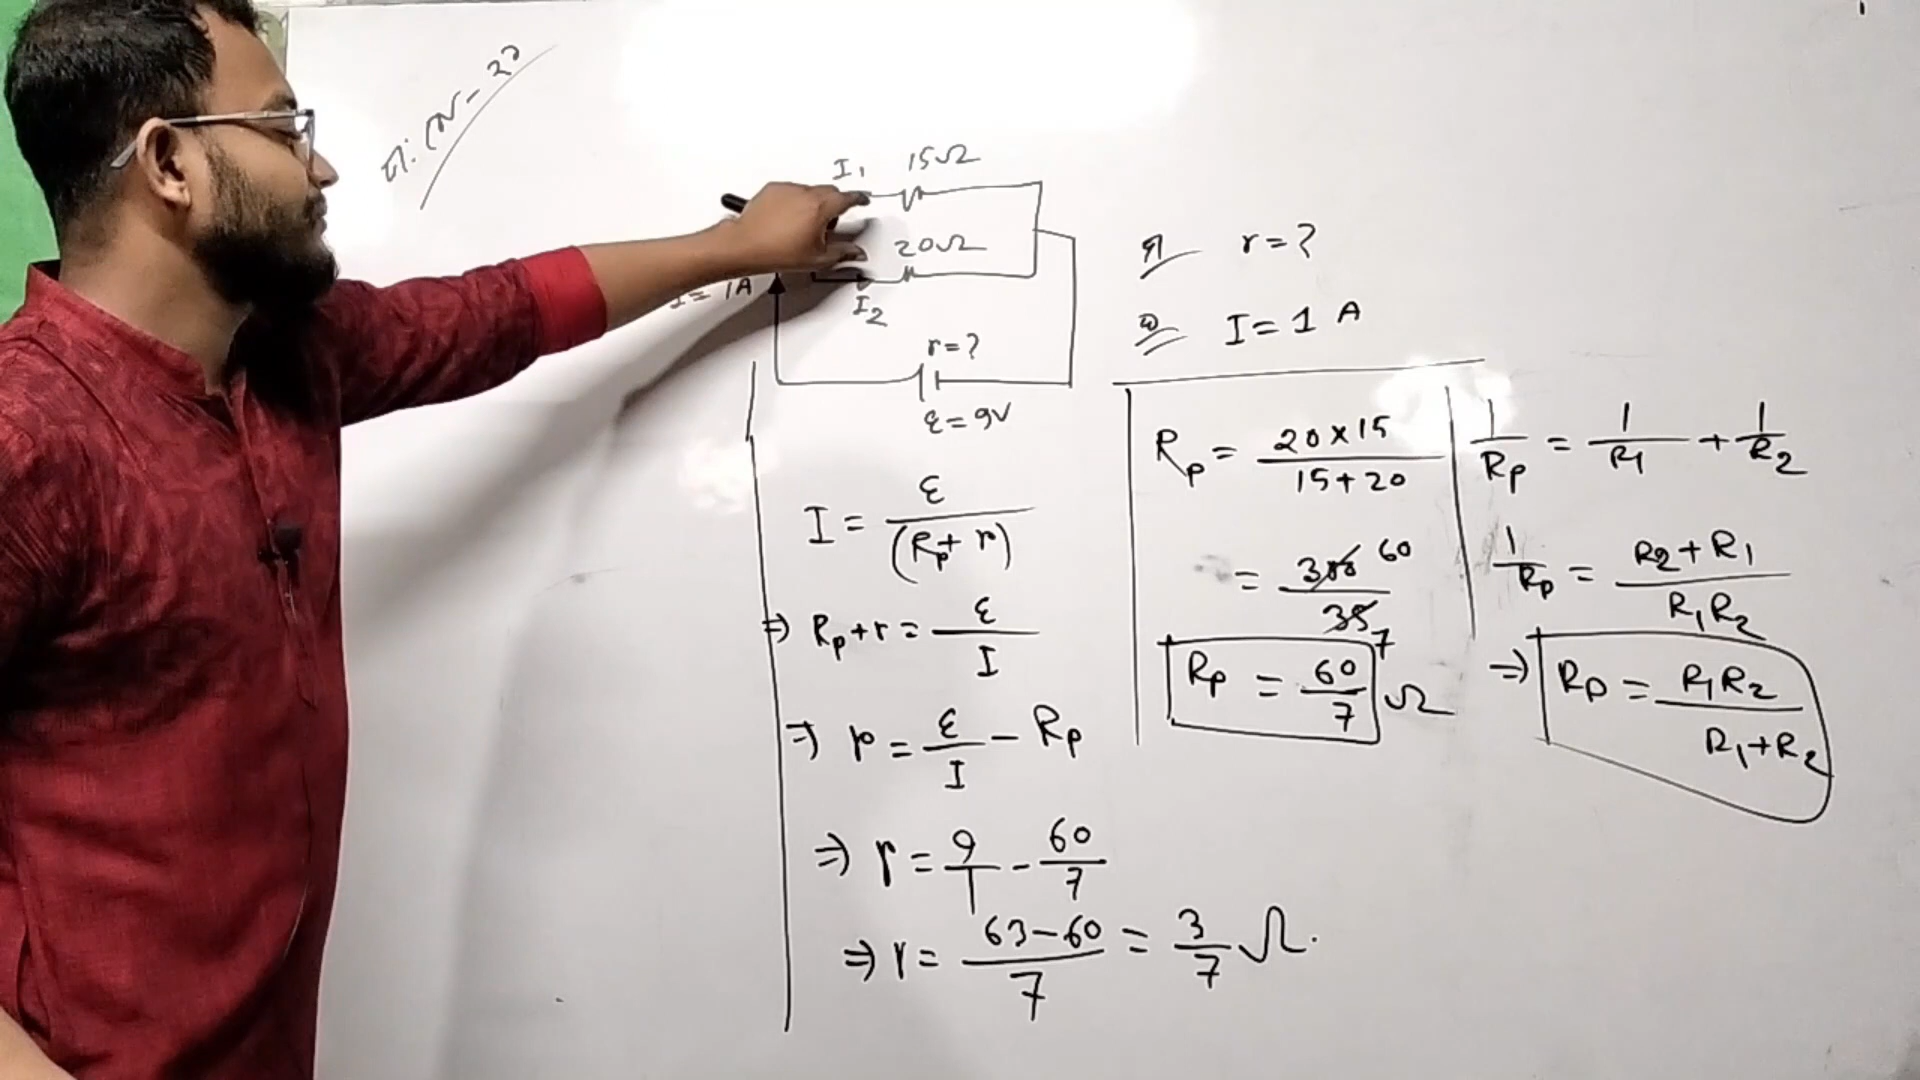 I₁ 15Ω
20Ω
I = 1A
I₂
r = ?
ε = 9V
r = ?
I = 1 A
I = ε/(Rp + r)
⇒ Rp + r = ε/I
⇒ r = ε/I − Rp
⇒ r = 9/1 − 60/7
⇒ r = (63 − 60)/7 = 3/7 Ω.
Rp = (20 × 15)/(15 + 20)
= 300/35 60/7
Rp = 60/7 Ω
1/Rp = 1/R1 + 1/R2
1/Rp = (R2 + R1)/(R1R2)
⇒ Rp = R1R2/(R1 + R2)